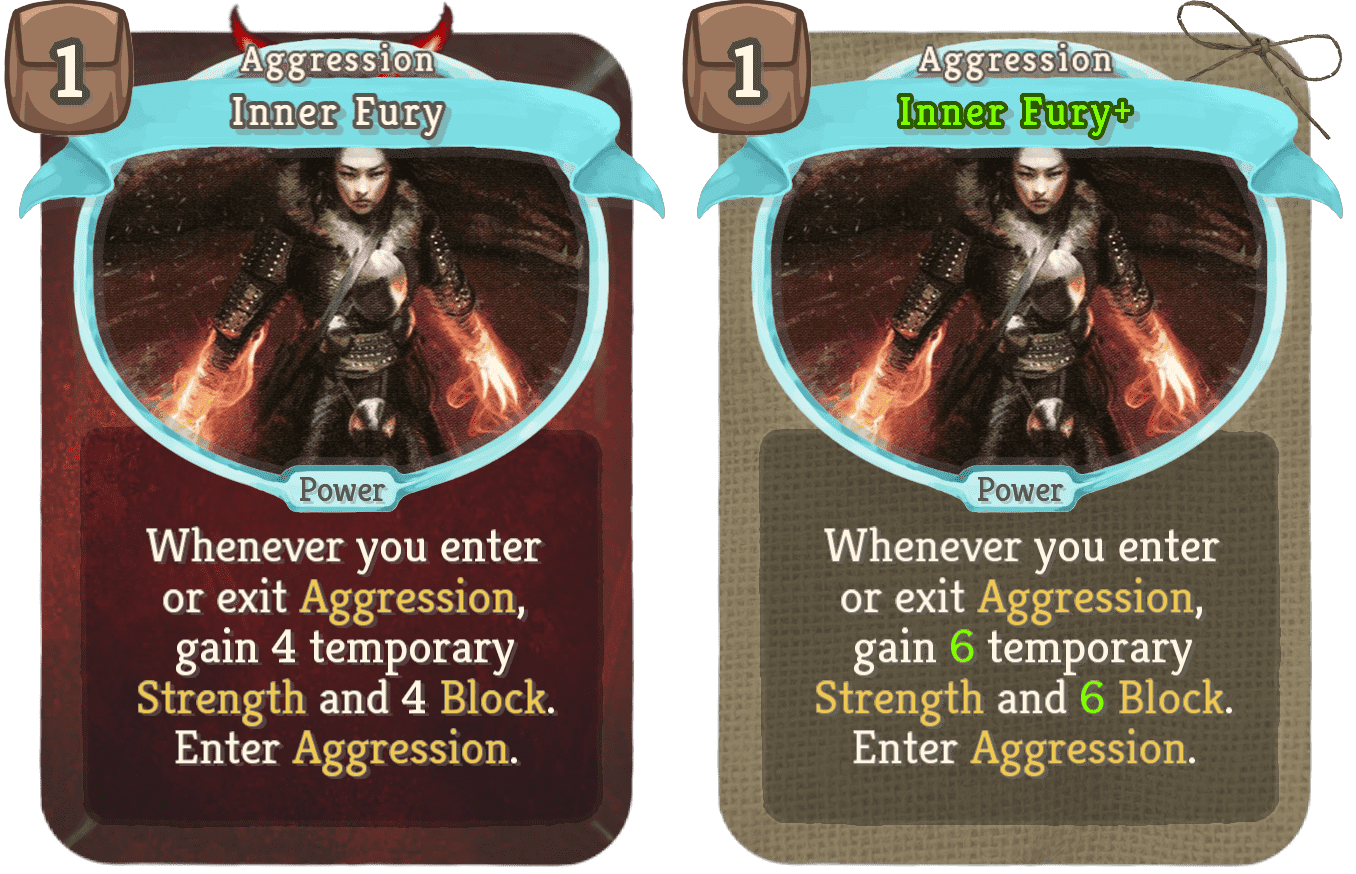 1
Aggression
Inner Fury
Power
Whenever you enter
or exit Aggression,
gain 4 temporary
Strength and 4 Block.
Enter Aggression.
1
Aggression
Inner Fury+
Power
Whenever you enter
or exit Aggression,
gain 6 temporary
Strength and 6 Block.
Enter Aggression.